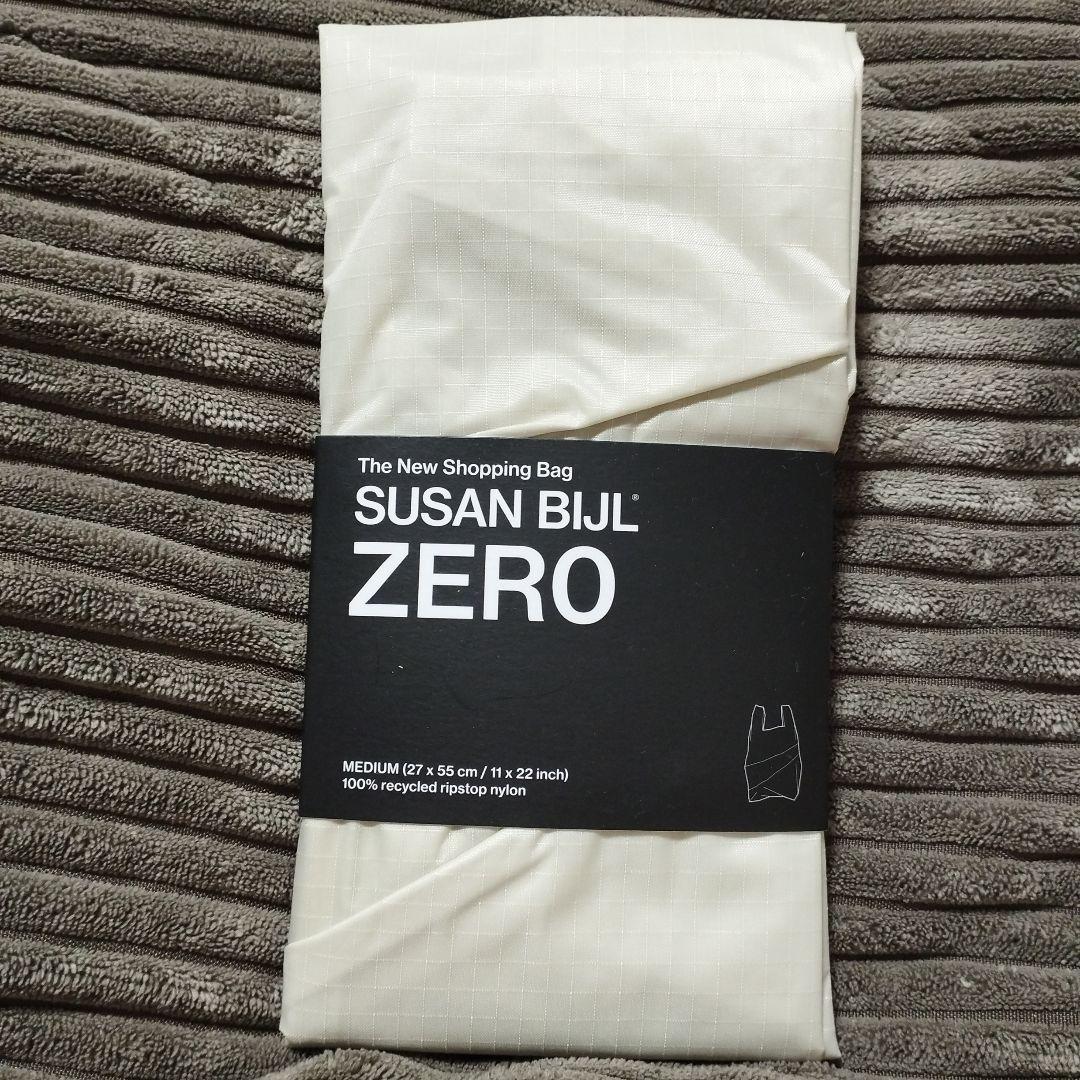 The New Shopping Bag
SUSAN BIJL®
ZERO
MEDIUM (27 x 55 cm / 11 x 22 inch)
100% recycled ripstop nylon